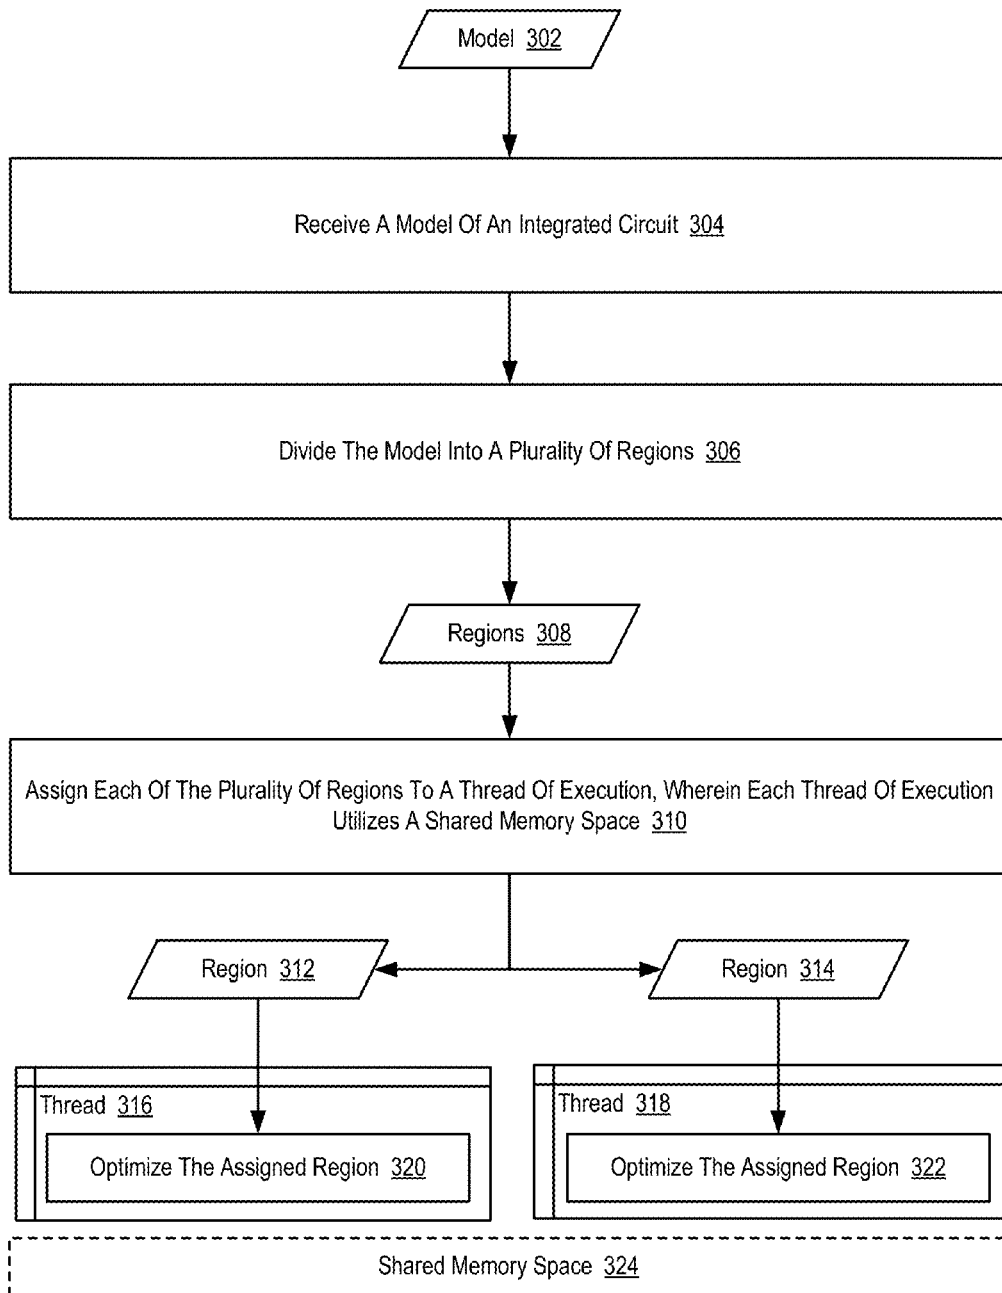 Model 302
Receive A Model Of An Integrated Circuit 304
Divide The Model Into A Plurality Of Regions 306
Regions 308
Assign Each Of The Plurality Of Regions To A Thread Of Execution, Wherein Each Thread Of Execution
Utilizes A Shared Memory Space 310
Region 312
Region 314
Thread 316
Optimize The Assigned Region 320
Thread 318
Optimize The Assigned Region 322
Shared Memory Space 324